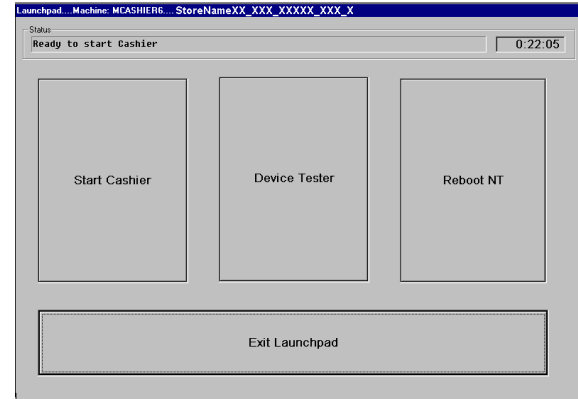 Launchpad....Machine: MCASHIER6.... StoreNameXX_XXX_XXXXX_XXX_X
Status
Ready to start Cashier
0:22:05
Start Cashier
Device Tester
Reboot NT
Exit Launchpad